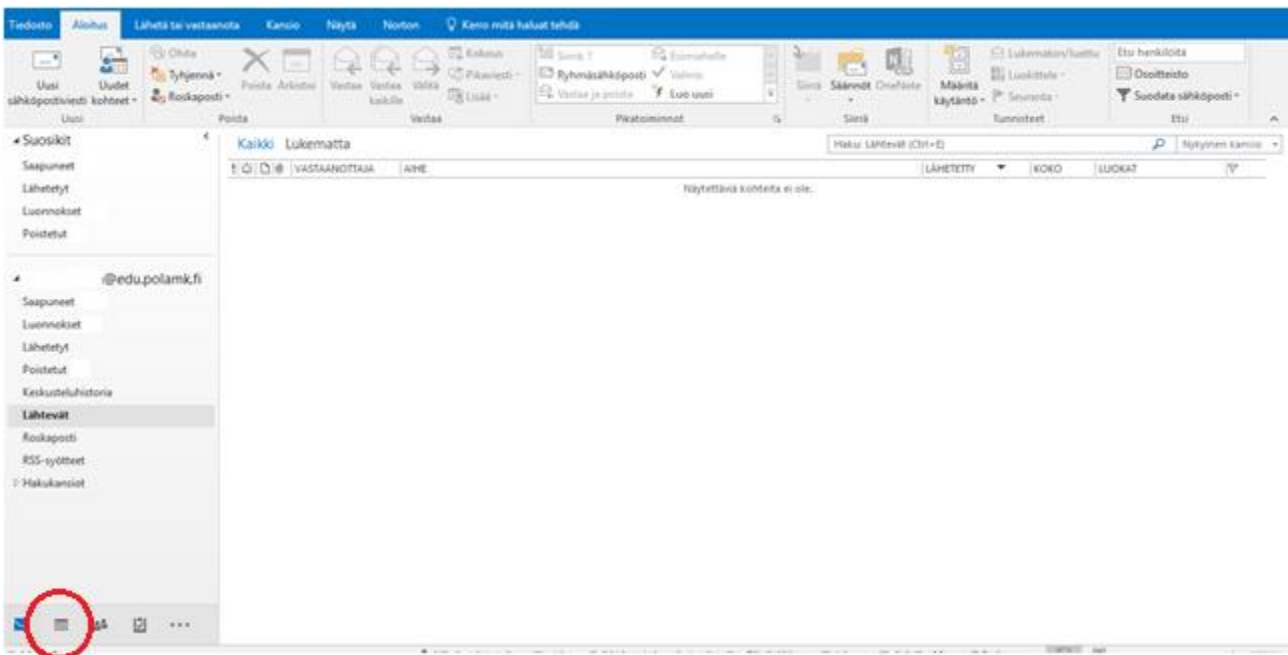 Tiedosto Aloitus Lähetä tai vastaanota Kansio Näytä Norton Kerro mitä haluat tehdä
Uusi sähköpostiviesti
Uudet kohteet
Ohita
Tyhjennä
Roskaposti
Poista Arkistoi
Vastaa Vastaa kaikille Välitä
Kokous
Pikaviesti
Lisää
Siirrä: ?
Ryhmäsähköposti
Vastaa ja poista
Esimiehelle
Valmis
Luo uusi
Siirrä Säännöt OneNote
Määritä käytäntö
Lukematon/luettu
Luokittele
Seuranta
Etsi henkilöitä
Osoitteisto
Suodata sähköposti
Uusi Poista Vastaa Pikatoiminnot Siirrä Tunnisteet Etsi
Suosikit
Saapuneet
Lähetetyt
Luonnokset
Poistetut
@edu.polamk.fi
Saapuneet
Luonnokset
Lähetetyt
Poistetut
Keskusteluhistoria
Lähtevät
Roskaposti
RSS-syötteet
Hakukansiot
Kaikki Lukematta
Haku: Lähtevät (Ctrl+E) Nykyinen kansio
VASTAANOTTAJA AIHE LÄHETETTY KOKO LUOKAT
Näytettäviä kohteita ei ole.